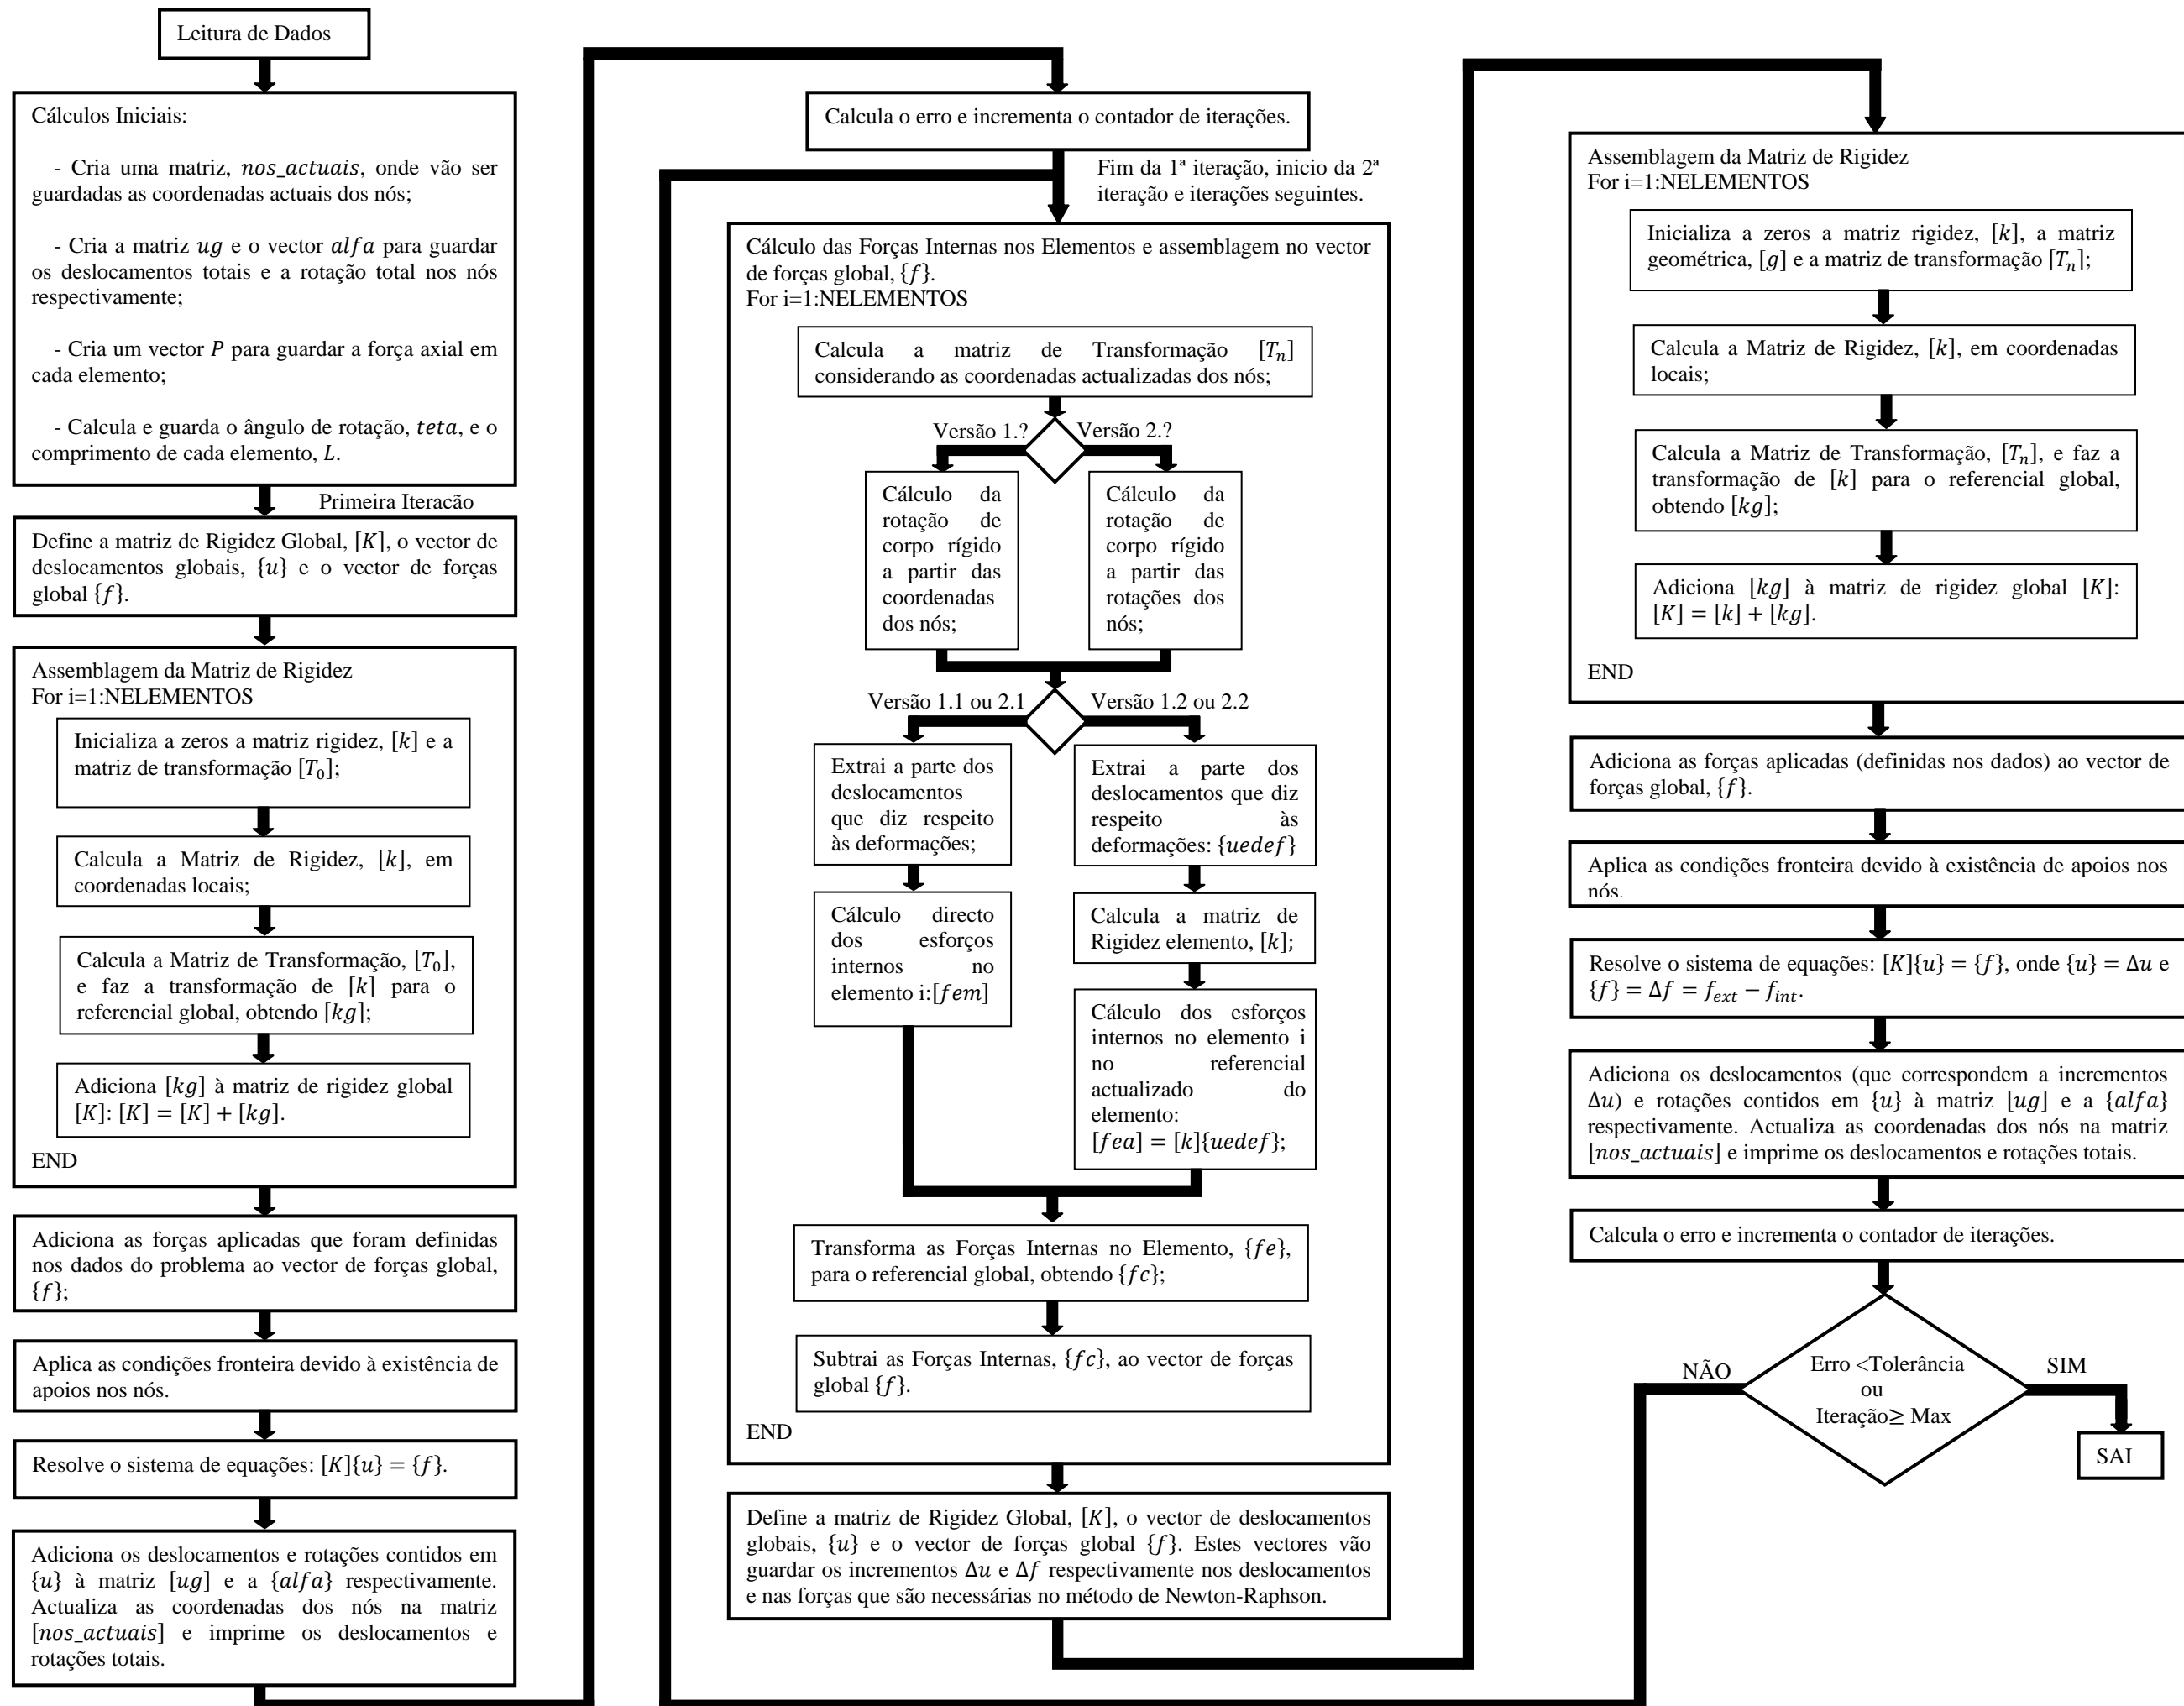 Leitura de Dados
Cálculos Iniciais:
- Cria uma matriz, nos_actuais, onde vão ser
guardadas as coordenadas actuais dos nós;
- Cria a matriz ug e o vector alfa para guardar
os deslocamentos totais e a rotação total nos nós
respectivamente;
- Cria um vector P para guardar a força axial em
cada elemento;
- Calcula e guarda o ângulo de rotação, teta, e o
comprimento de cada elemento, L.
Primeira Iteracão
Define a matriz de Rigidez Global, [K], o vector de
deslocamentos globais, {u} e o vector de forças
global {f}.
Assemblagem da Matriz de Rigidez
For i=1:NELEMENTOS
Inicializa a zeros a matriz rigidez, [k] e a
matriz de transformação [T₀];
Calcula a Matriz de Rigidez, [k], em
coordenadas locais;
Calcula a Matriz de Transformação, [T₀],
e faz a transformação de [k] para o
referencial global, obtendo [kg];
Adiciona [kg] à matriz de rigidez global
[K]: [K] = [K] + [kg].
END
Adiciona as forças aplicadas que foram definidas
nos dados do problema ao vector de forças global,
{f};
Aplica as condições fronteira devido à existência de
apoios nos nós.
Resolve o sistema de equações: [K]{u} = {f}.
Adiciona os deslocamentos e rotações contidos em
{u} à matriz [ug] e a {alfa} respectivamente.
Actualiza as coordenadas dos nós na matriz
[nos_actuais] e imprime os deslocamentos e
rotações totais.
Calcula o erro e incrementa o contador de iterações.
Fim da 1ª iteração, inicio da 2ª
iteração e iterações seguintes.
Cálculo das Forças Internas nos Elementos e assemblagem no vector
de forças global, {f}.
For i=1:NELEMENTOS
Calcula a matriz de Transformação [Tₙ]
considerando as coordenadas actualizadas dos nós;
Versão 1.? Versão 2.?
Cálculo da
rotação de
corpo rígido
a partir das
coordenadas
dos nós;
Cálculo da
rotação de
corpo rígido
a partir das
rotações dos
nós;
Versão 1.1 ou 2.1 Versão 1.2 ou 2.2
Extrai a parte dos
deslocamentos
que diz respeito
às deformações;
Cálculo directo
dos esforços
internos no
elemento i:[fem]
Extrai a parte dos
deslocamentos que diz
respeito às
deformações: {uedef}
Calcula a matriz de
Rigidez elemento, [k];
Cálculo dos esforços
internos no elemento i
no referencial
actualizado do
elemento:
[fea] = [k]{uedef};
Transforma as Forças Internas no Elemento, {fe},
para o referencial global, obtendo {fc};
Subtrai as Forças Internas, {fc}, ao vector de forças
global {f}.
END
Define a matriz de Rigidez Global, [K], o vector de deslocamentos
globais, {u} e o vector de forças global {f}. Estes vectores vão
guardar os incrementos Δu e Δf respectivamente nos deslocamentos
e nas forças que são necessárias no método de Newton-Raphson.
Assemblagem da Matriz de Rigidez
For i=1:NELEMENTOS
Inicializa a zeros a matriz rigidez, [k], a matriz
geométrica, [g] e a matriz de transformação [Tₙ];
Calcula a Matriz de Rigidez, [k], em coordenadas
locais;
Calcula a Matriz de Transformação, [Tₙ], e faz a
transformação de [k] para o referencial global,
obtendo [kg];
Adiciona [kg] à matriz de rigidez global [K]:
[K] = [k] + [kg].
END
Adiciona as forças aplicadas (definidas nos dados) ao vector de
forças global, {f}.
Aplica as condições fronteira devido à existência de apoios nos
nós.
Resolve o sistema de equações: [K]{u} = {f}, onde {u} = Δu e
{f} = Δf = f_ext − f_int.
Adiciona os deslocamentos (que correspondem a incrementos
Δu) e rotações contidos em {u} à matriz [ug] e a {alfa}
respectivamente. Actualiza as coordenadas dos nós na matriz
[nos_actuais] e imprime os deslocamentos e rotações totais.
Calcula o erro e incrementa o contador de iterações.
Erro <Tolerância
ou
Iteração≥ Max
NÃO
SIM
SAI